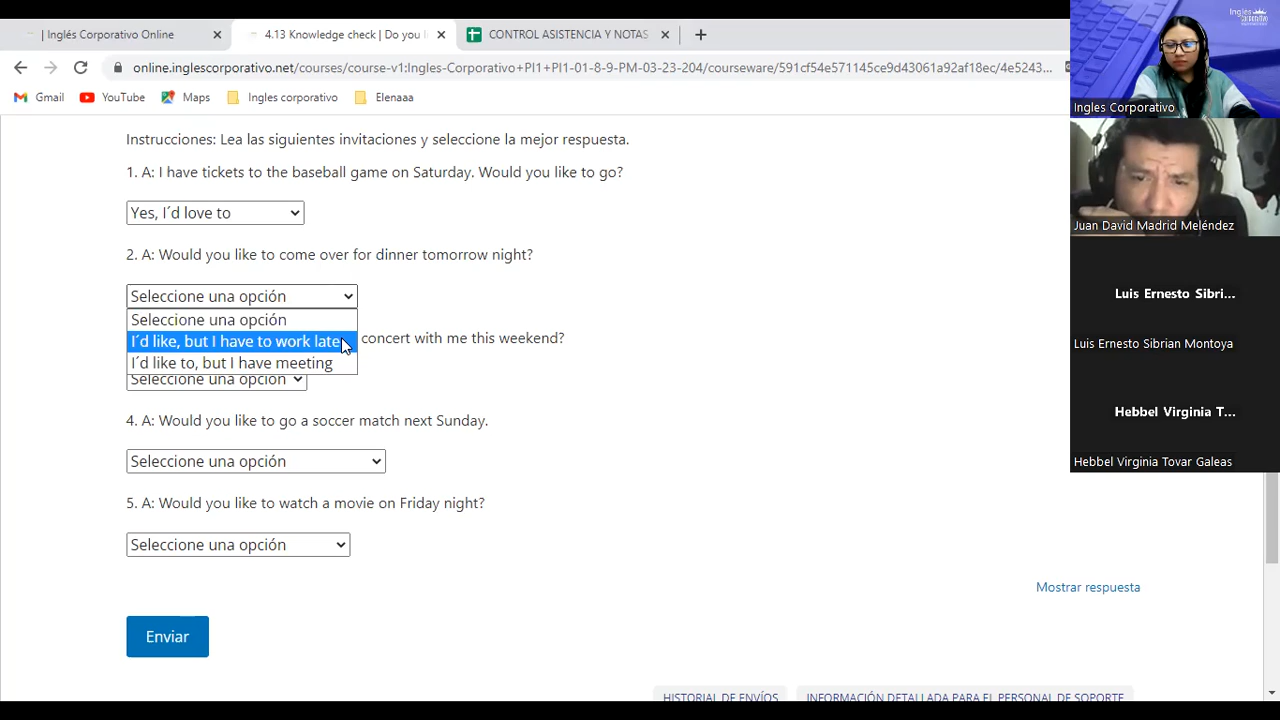 | Inglés Corporativo Online
4.13 Knowledge check | Do you l
CONTROL ASISTENCIA Y NOTAS
online.inglescorporativo.net/courses/course-v1:Ingles-Corporativo+PI1+PI1-01-8-9-PM-03-23-204/courseware/591cf54e571145ce9d43061a92af18ec/4e5243...
Gmail
YouTube
Maps
Ingles corporativo
Elenaaa
Instrucciones: Lea las siguientes invitaciones y seleccione la mejor respuesta.
1. A: I have tickets to the baseball game on Saturday. Would you like to go?
Yes, I´d love to
2. A: Would you like to come over for dinner tomorrow night?
Seleccione una opción
Seleccione una opción
I´d like, but I have to work late
concert with me this weekend?
I´d like to, but I have meeting
Seleccione una opción
4. A: Would you like to go a soccer match next Sunday.
Seleccione una opción
5. A: Would you like to watch a movie on Friday night?
Seleccione una opción
Mostrar respuesta
Enviar
HISTORIAL DE ENVÍOS
INFORMACIÓN DETALLADA PARA EL PERSONAL DE SOPORTE
Ingles Corporativo
Juan David Madrid Meléndez
Luis Ernesto Sibri...
Luis Ernesto Sibrian Montoya
Hebbel Virginia T...
Hebbel Virginia Tovar Galeas